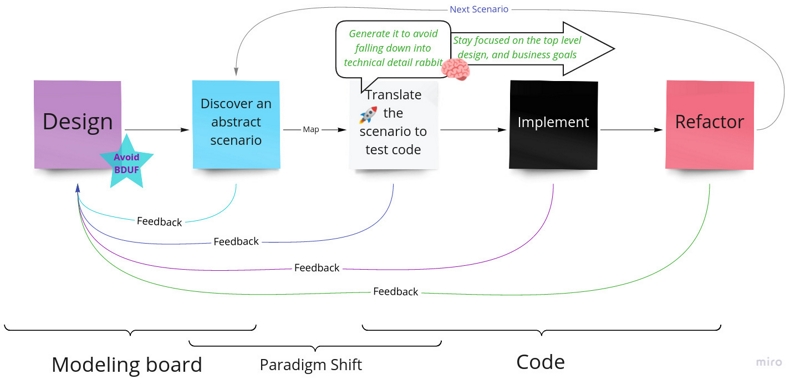 Next Scenario
Generate it to avoid
falling down into
technical detail rabbit
Stay focused on the top level
design, and business goals
Design
Avoid
BDUF
Discover an
abstract
scenario
Map
Translate
the
scenario to
test code
Implement
Refactor
Feedback
Feedback
Feedback
Feedback
Modeling board
Paradigm Shift
Code
miro